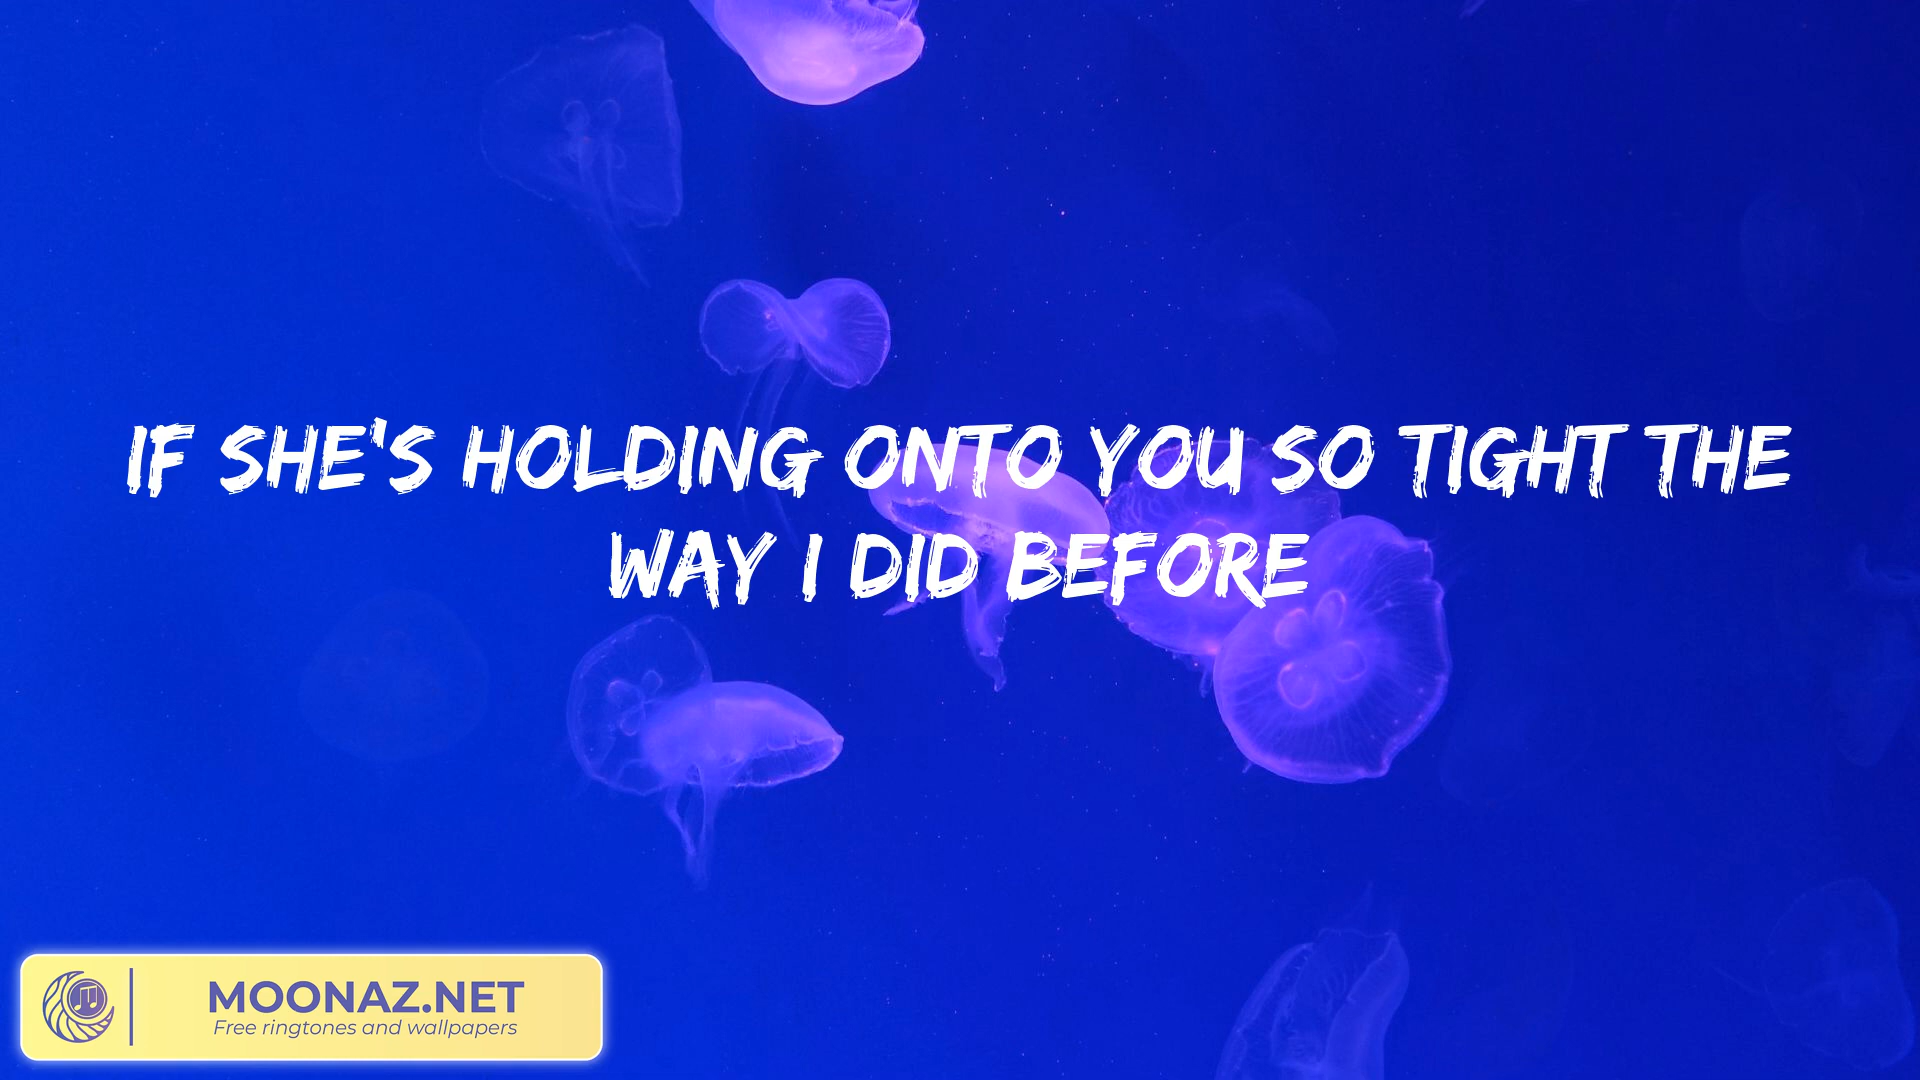 IF SHE'S HOLDING ONTO YOU SO TIGHT THE
WAY I DID BEFORE
MOONAZ.NET
Free ringtones and wallpapers